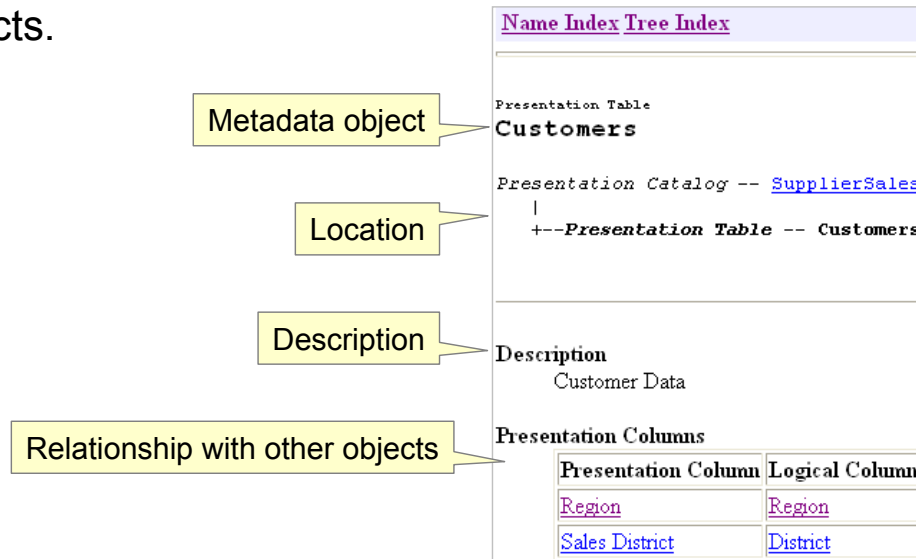 cts.
Name Index Tree Index
Presentation Table
Metadata object
Customers
Presentation Catalog -- SupplierSales
|
Location
+--Presentation Table -- Customers
Description
Description
Customer Data
Relationship with other objects
Presentation Columns
Presentation Column Logical Column
Region Region
Sales District District